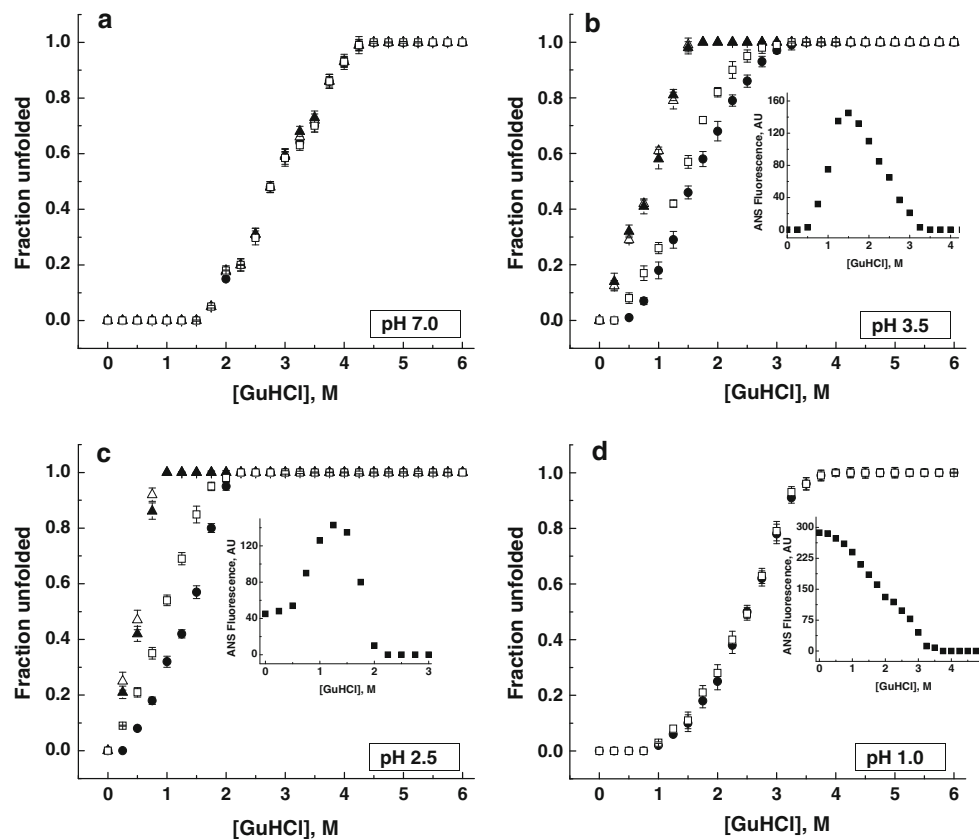 a
Fraction unfolded
1.0
0.8
0.6
0.4
0.2
0.0
0 1 2 3 4 5 6
[GuHCl], M
pH 7.0
b
Fraction unfolded
1.0
0.8
0.6
0.4
0.2
0.0
0 1 2 3 4 5 6
[GuHCl], M
pH 3.5
ANS Fluorescence, AU
160
120
80
40
0
0 1 2 3 4
[GuHCl], M
c
Fraction unfolded
1.0
0.8
0.6
0.4
0.2
0.0
0 1 2 3 4 5 6
[GuHCl], M
pH 2.5
ANS Fluorescence, AU
120
80
40
0
0 1 2 3
[GuHCl], M
d
Fraction unfolded
1.0
0.8
0.6
0.4
0.2
0.0
0 1 2 3 4 5 6
[GuHCl], M
pH 1.0
ANS Fluorescence, AU
300
225
150
75
0
0 1 2 3 4
[GuHCl], M